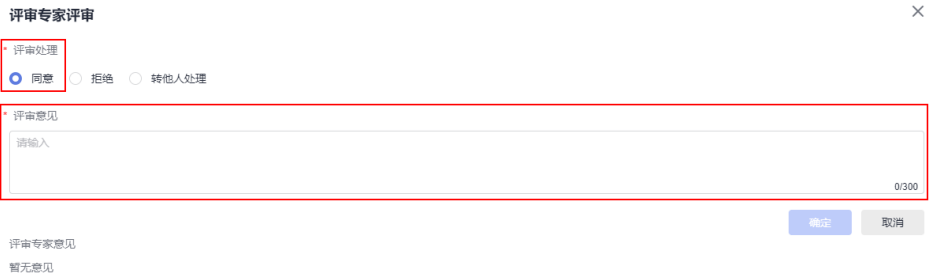 评审专家评审
* 评审处理
同意 拒绝 转他人处理
* 评审意见
请输入
0/300
确定 取消
评审专家意见
暂无意见